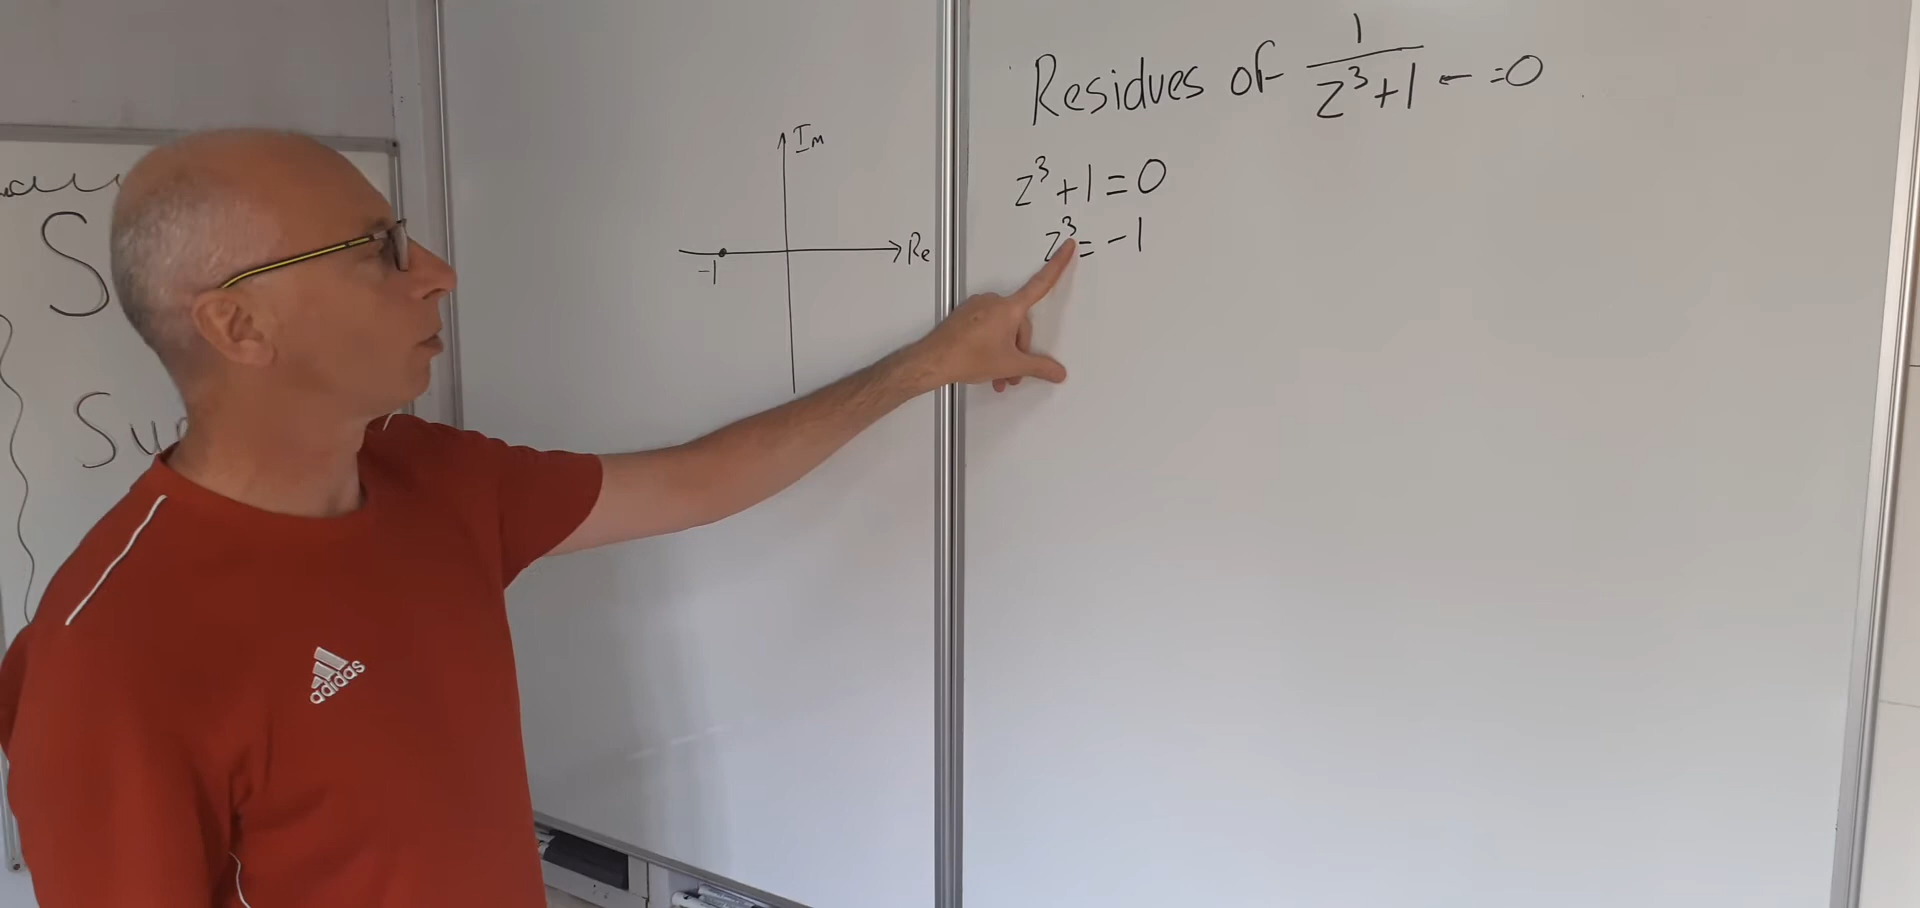 Residues of 1/(z³+1) ← =0
z³+1=0
z³=-1
Im
Re
-1
S
adidas